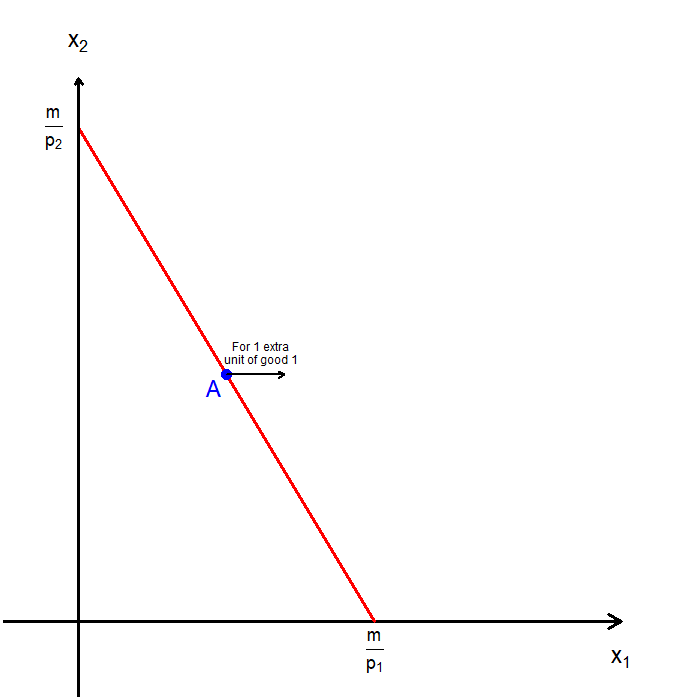 x₂
m
p₂
For 1 extra
unit of good 1
A
m
p₁
x₁